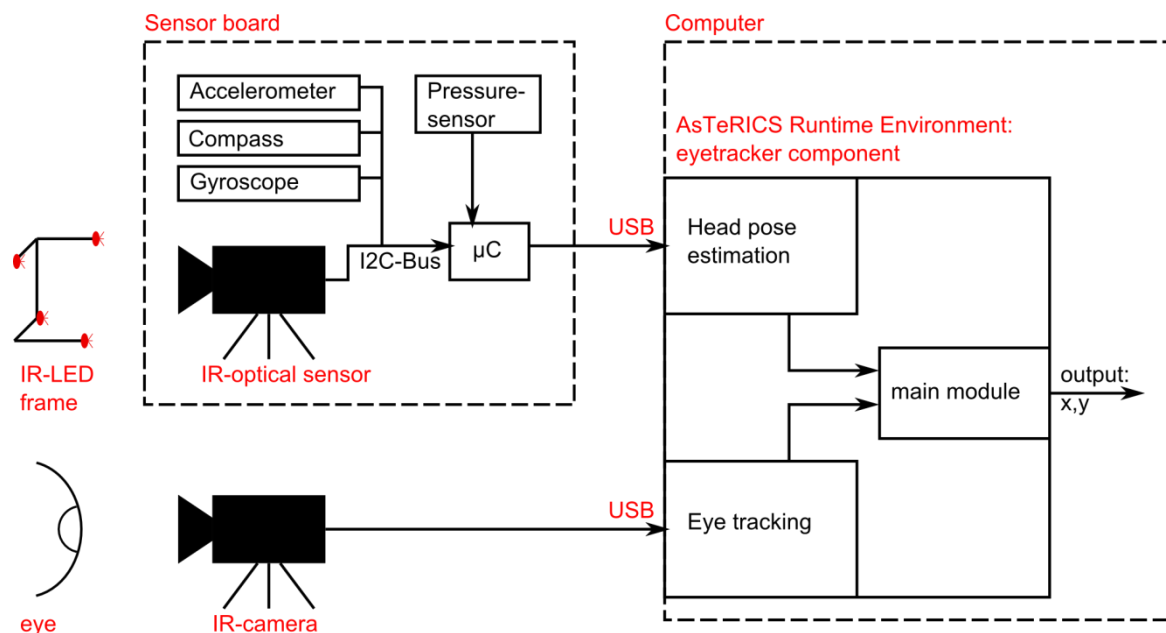 Sensor board
Computer
Accelerometer
Compass
Gyroscope
Pressure-
sensor
AsTeRICS Runtime Environment:
eyetracker component
USB
Head pose
estimation
I2C-Bus
µC
IR-LED
frame
IR-optical sensor
main module
output:
x,y
USB
Eye tracking
eye
IR-camera